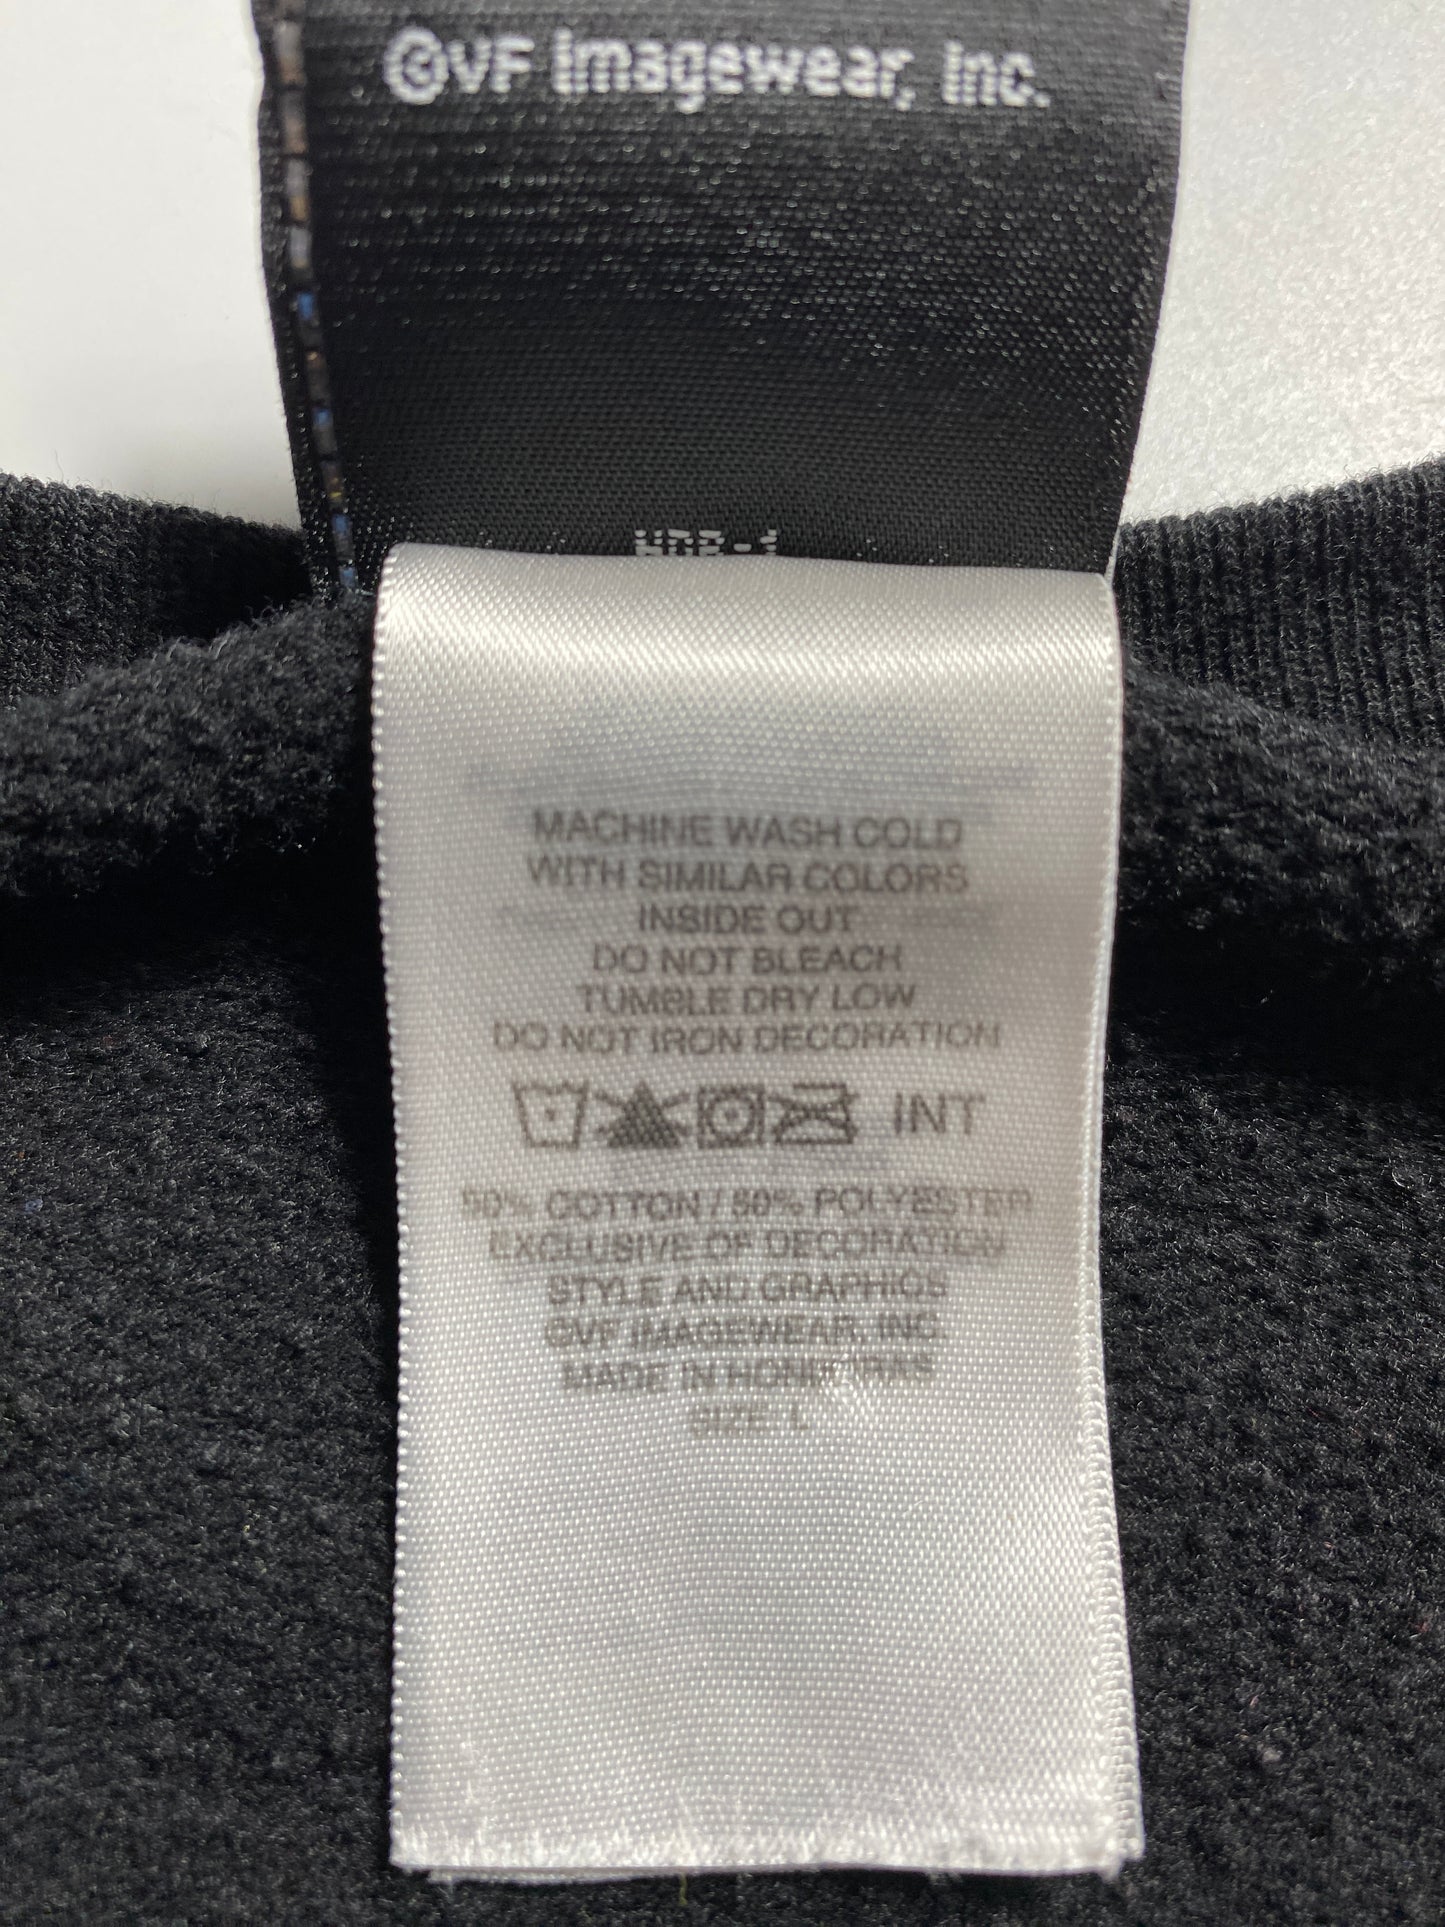 ©VF Imagewear, Inc.
MACHINE WASH COLD
WITH SIMILAR COLORS
INSIDE OUT
DO NOT BLEACH
TUMBLE DRY LOW
DO NOT IRON DECORATION
INT
50% COTTON / 50% POLYESTER
EXCLUSIVE OF DECORATION
STYLE AND GRAPHICS
©VF IMAGEWEAR, INC.
MADE IN HONDURAS
SIZE: L